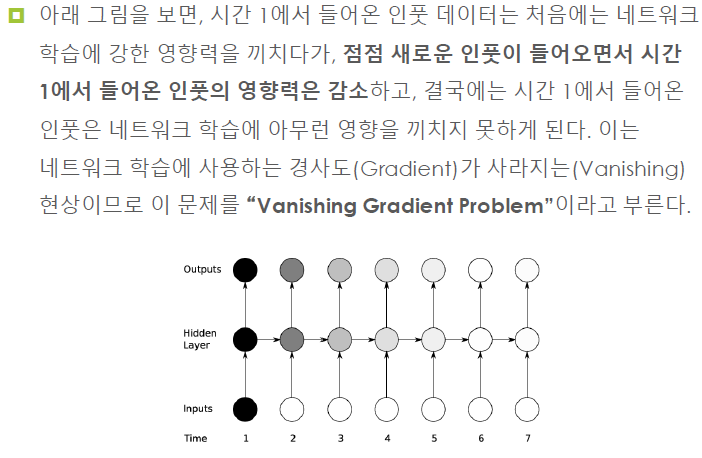 아래 그림을 보면, 시간 1에서 들어온 인풋 데이터는 처음에는 네트워크
학습에 강한 영향력을 끼치다가, 점점 새로운 인풋이 들어오면서 시간
1에서 들어온 인풋의 영향력은 감소하고, 결국에는 시간 1에서 들어온
인풋은 네트워크 학습에 아무런 영향을 끼치지 못하게 된다. 이는
네트워크 학습에 사용하는 경사도(Gradient)가 사라지는(Vanishing)
현상이므로 이 문제를 “Vanishing Gradient Problem”이라고 부른다.
Outputs
Hidden
Layer
Inputs
Time 1 2 3 4 5 6 7